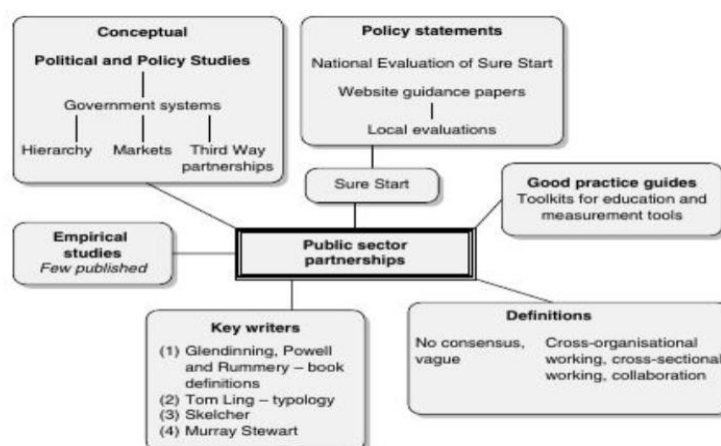 Conceptual
Political and Policy Studies
Government systems
Hierarchy
Markets
Third Way
partnerships
Policy statements
National Evaluation of Sure Start
Website guidance papers
Local evaluations
Sure Start
Good practice guides
Toolkits for education and
measurement tools
Empirical
studies
Few published
Public sector
partnerships
Key writers
(1) Glendinning, Powell
and Rummery – book
definitions
(2) Tom Ling – typology
(3) Skelcher
(4) Murray Stewart
Definitions
No consensus,
vague
Cross-organisational
working, cross-sectional
working, collaboration